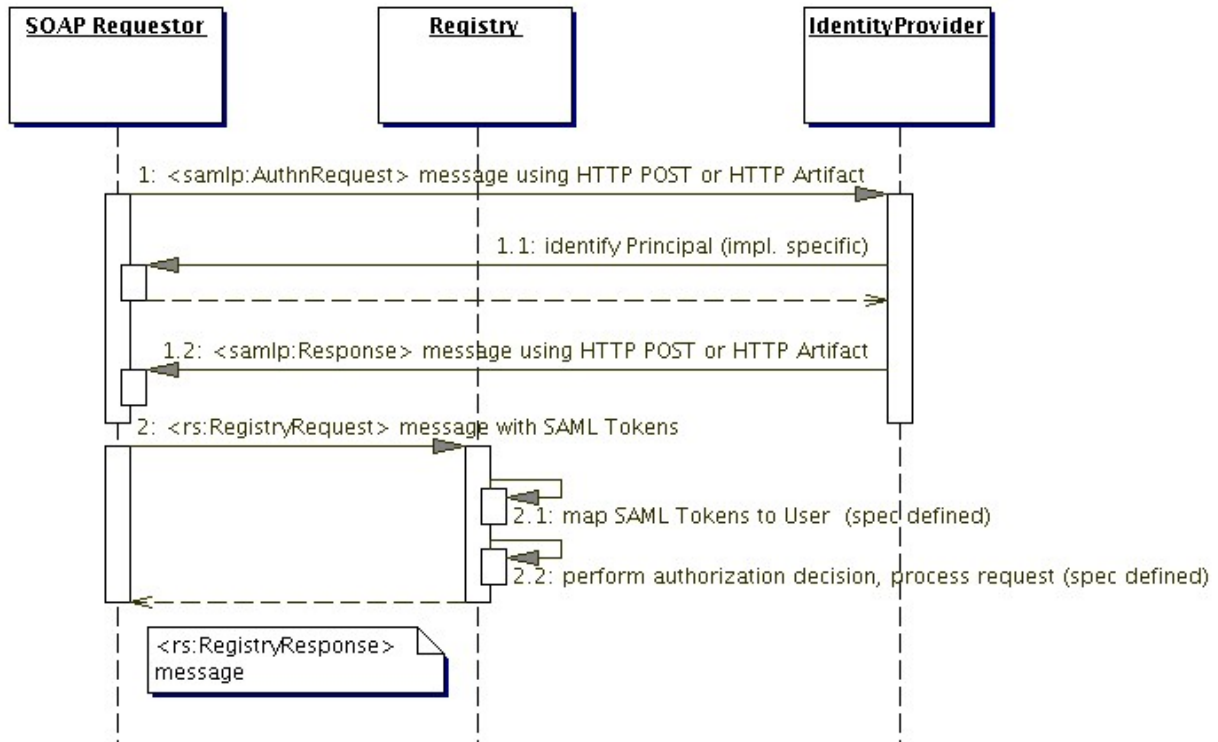 SOAP Requestor
Registry
IdentityProvider
1: <samlp:AuthnRequest> message using HTTP POST or HTTP Artifact
1.1: identify Principal (impl. specific)
1.2: <samlp:Response> message using HTTP POST or HTTP Artifact
2: <rs:RegistryRequest> message with SAML Tokens
2.1: map SAML Tokens to User (spec defined)
2.2: perform authorization decision, process request (spec defined)
<rs:RegistryResponse>
message